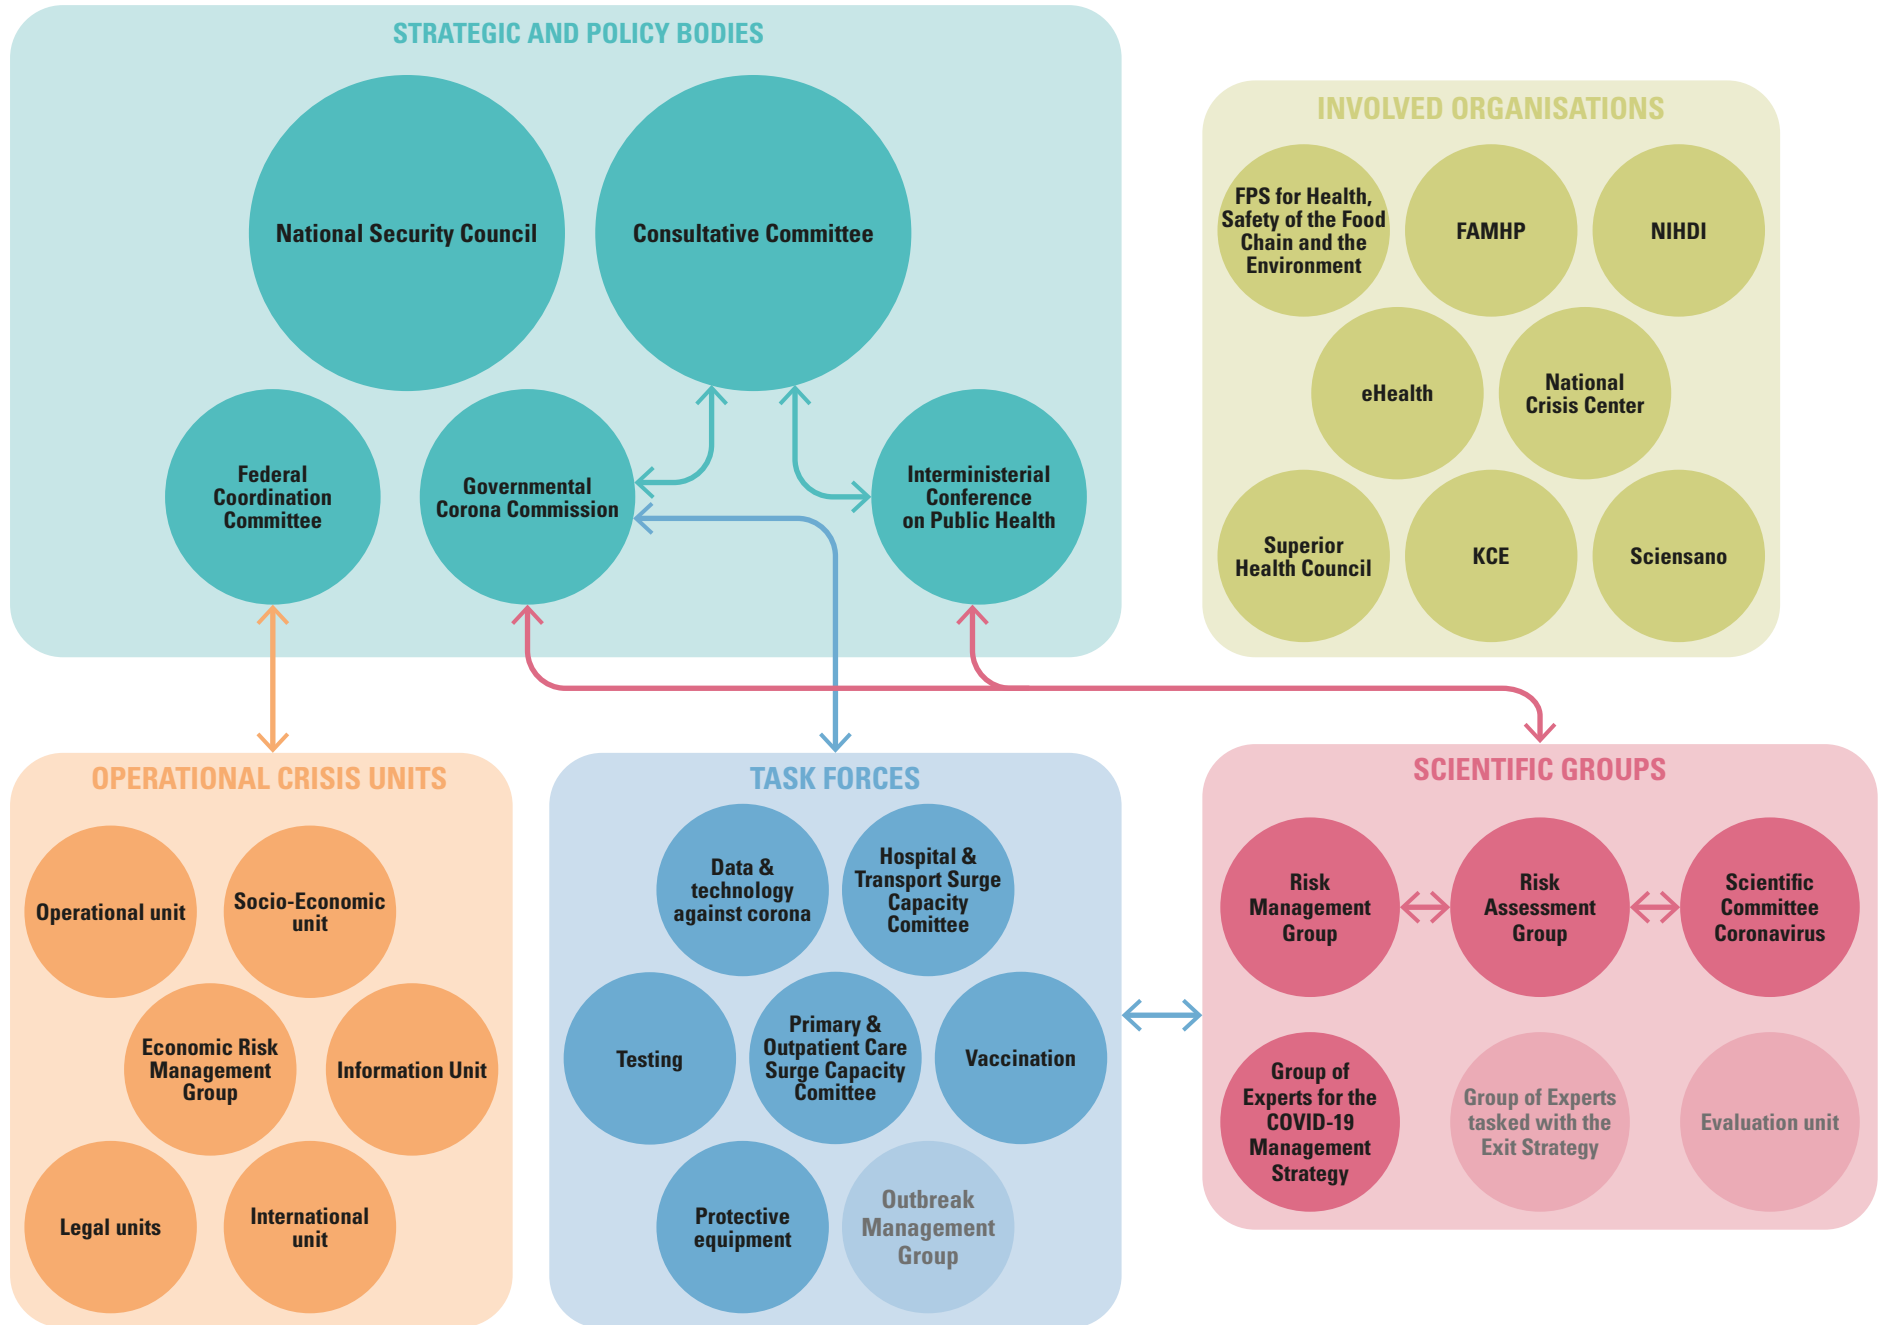 STRATEGIC AND POLICY BODIES
National Security Council
Consultative Committee
Federal
Coordination
Committee
Governmental
Corona Commission
Interministerial
Conference
on Public Health
INVOLVED ORGANISATIONS
FPS for Health,
Safety of the Food
Chain and the
Environment
FAMHP
NIHDI
eHealth
National
Crisis Center
Superior
Health Council
KCE
Sciensano
OPERATIONAL CRISIS UNITS
Operational unit
Socio-Economic
unit
Economic Risk
Management
Group
Information Unit
Legal units
International
unit
TASK FORCES
Data &
technology
against corona
Hospital &
Transport Surge
Capacity
Comittee
Testing
Primary &
Outpatient Care
Surge Capacity
Comittee
Vaccination
Protective
equipment
Outbreak
Management
Group
SCIENTIFIC GROUPS
Risk
Management
Group
Risk
Assessment
Group
Scientific
Committee
Coronavirus
Group of
Experts for the
COVID-19
Management
Strategy
Group of Experts
tasked with the
Exit Strategy
Evaluation unit